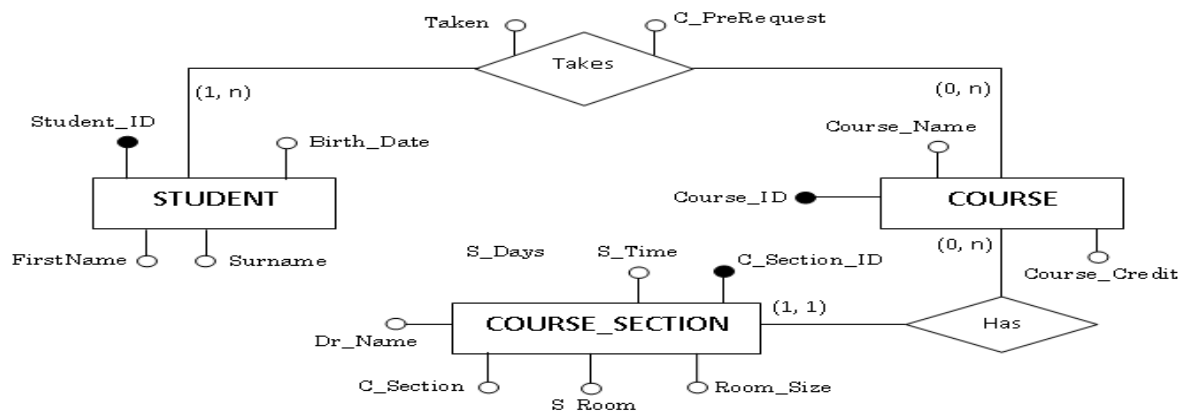 Taken
C_PreRequest
Takes
(1, n)
(0, n)
Student_ID
Birth_Date
Course_Name
STUDENT
Course_ID
COURSE
FirstName
Surname
S_Days
S_Time
C_Section_ID
(0, n)
Course_Credit
(1, 1)
COURSE_SECTION
Has
Dr_Name
C_Section
S_Room
Room_Size